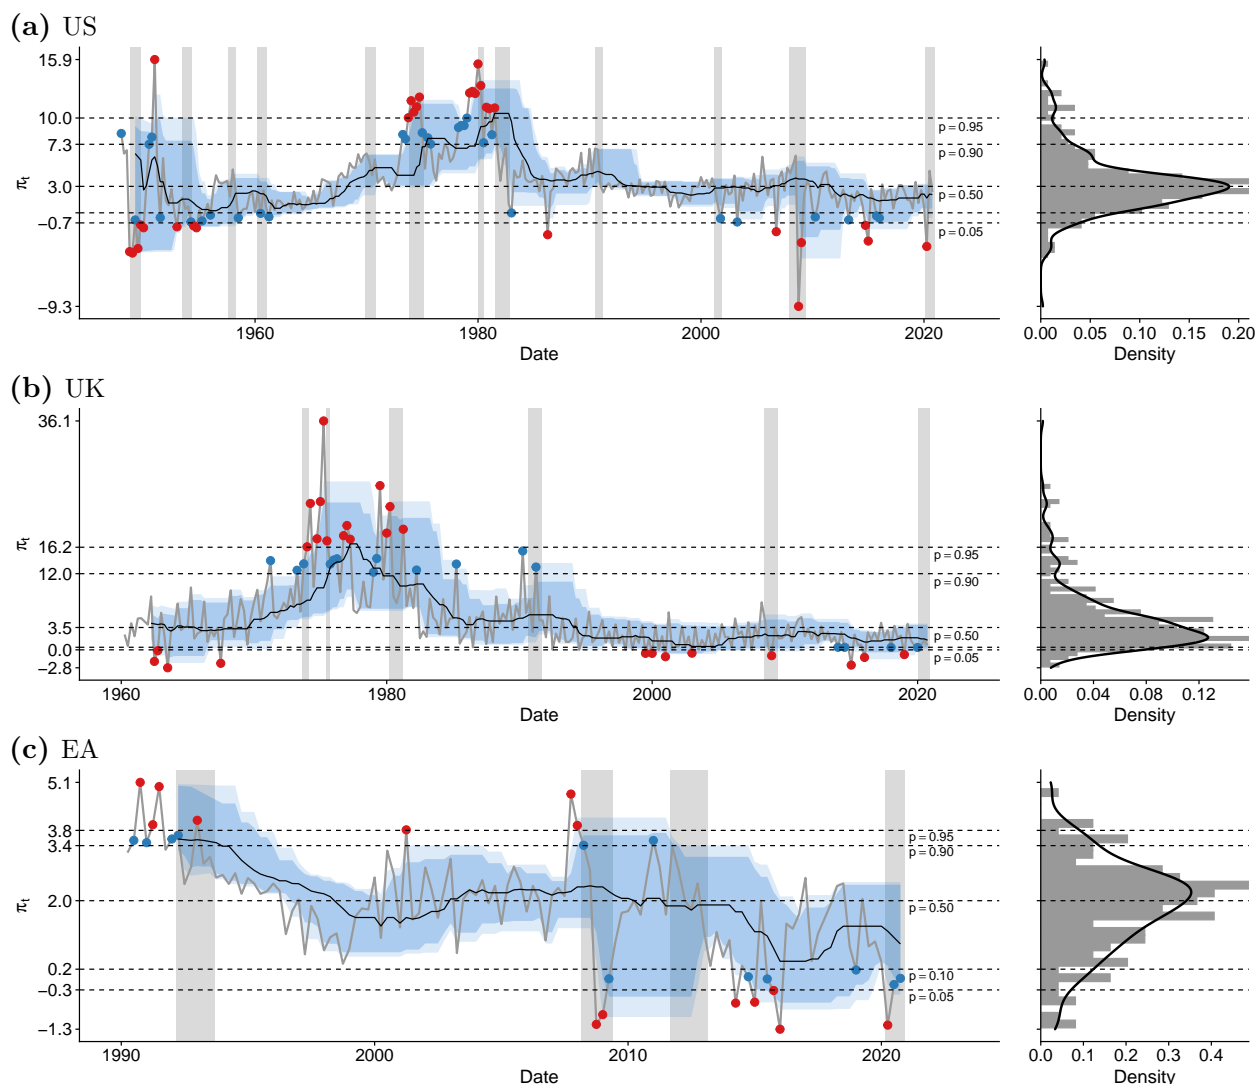 (a) US
15.9
10.0
7.3
3.0
−0.7
−9.3
πt
p = 0.95
p = 0.90
p = 0.50
p = 0.05
1960 1980 2000 2020
Date
0.00 0.05 0.10 0.15 0.20
Density
(b) UK
36.1
16.2
12.0
3.5
0.0
−2.8
πt
p = 0.95
p = 0.90
p = 0.50
p = 0.05
1960 1980 2000 2020
Date
0.00 0.04 0.08 0.12
Density
(c) EA
5.1
3.8
3.4
2.0
0.2
−0.3
−1.3
πt
p = 0.95
p = 0.90
p = 0.50
p = 0.10
p = 0.05
1990 2000 2010 2020
Date
0.0 0.1 0.2 0.3 0.4
Density